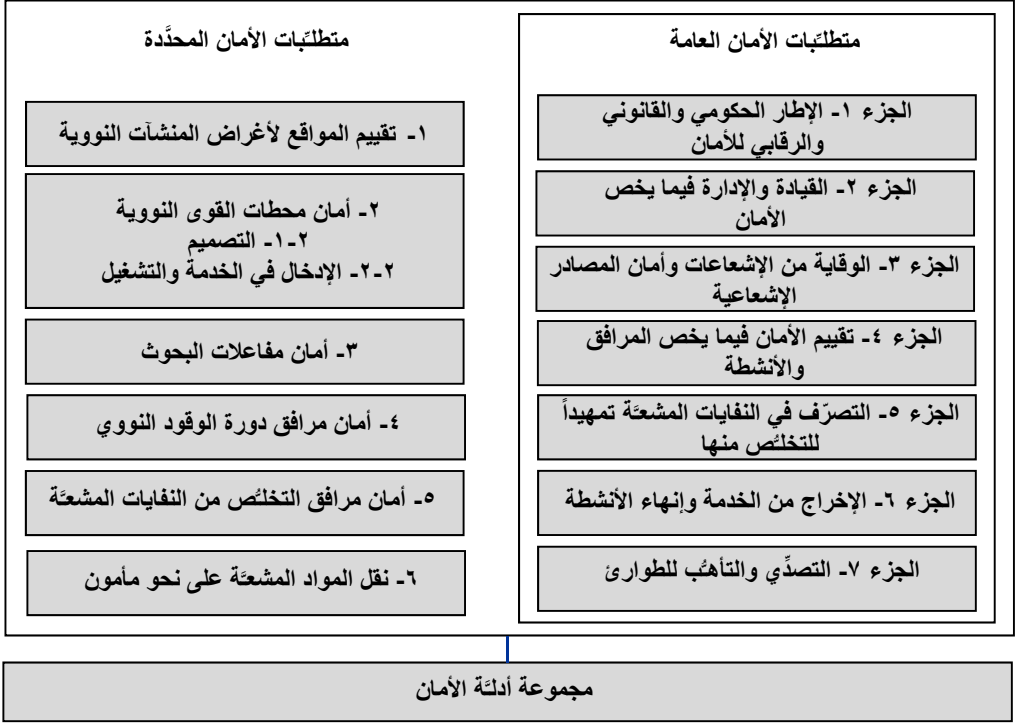 متطلَّبات الأمان العامة
الجزء ١- الإطار الحكومي والقانوني
والرقابي للأمان
الجزء ٢- القيادة والإدارة فيما يخص
الأمان
الجزء ٣- الوقاية من الإشعاعات وأمان المصادر
الإشعاعية
الجزء ٤- تقييم الأمان فيما يخص المرافق
والأنشطة
الجزء ٥- التصرّف في النفايات المشعَّة تمهيداً
للتخلُّص منها
الجزء ٦- الإخراج من الخدمة وإنهاء الأنشطة
الجزء ٧- التصدِّي والتأهُّب للطوارئ
متطلَّبات الأمان المحدَّدة
١- تقييم المواقع لأغراض المنشآت النووية
٢- أمان محطات القوى النووية
٢-١- التصميم
٢-٢- الإدخال في الخدمة والتشغيل
٣- أمان مفاعلات البحوث
٤- أمان مرافق دورة الوقود النووي
٥- أمان مرافق التخلُّص من النفايات المشعَّة
٦- نقل المواد المشعَّة على نحو مأمون
مجموعة أدلَّة الأمان